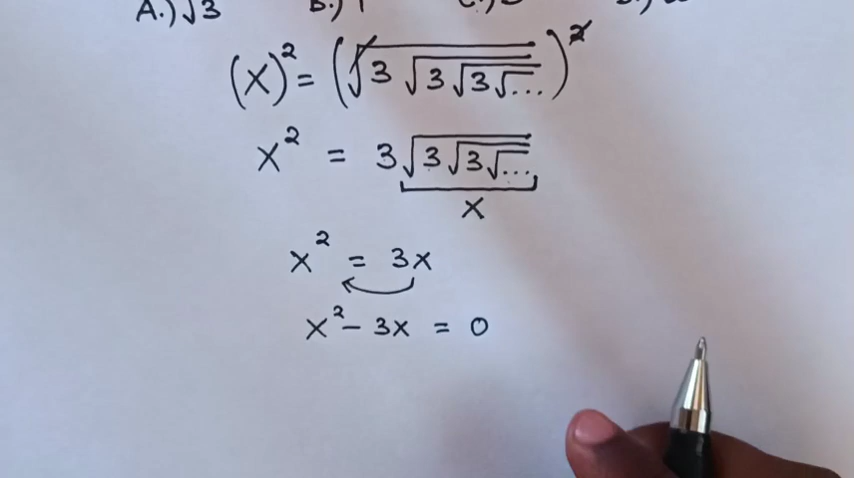 A.) √3 B.)
(x)² = (√3√3√3√...)²
x² = 3√3√3√...
x
x² = 3x
x² - 3x = 0